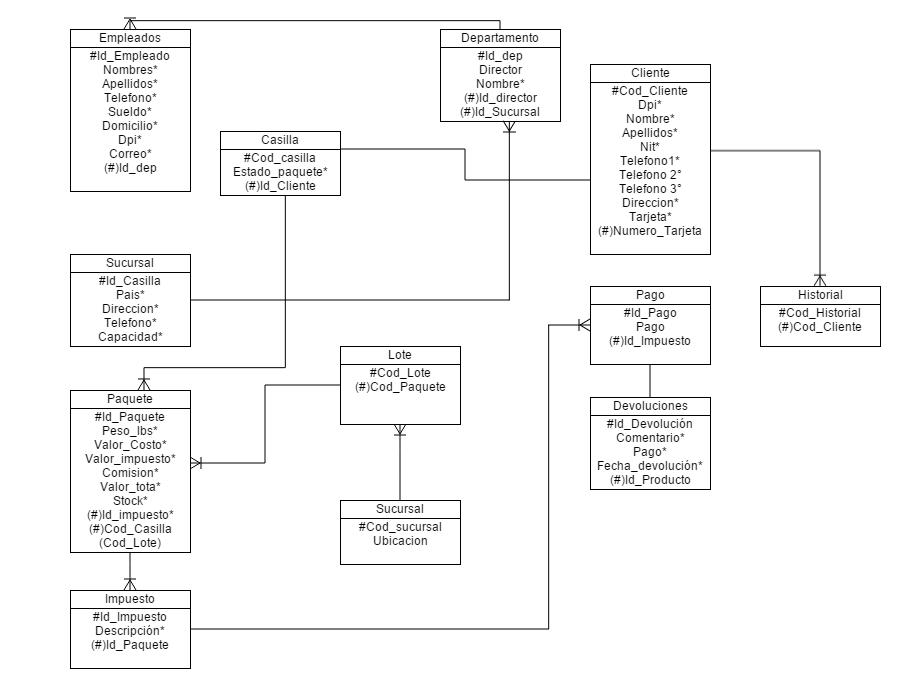 Empleados
#Id_Empleado
Nombres*
Apellidos*
Telefono*
Sueldo*
Domicilio*
Dpi*
Correo*
(#)Id_dep
Departamento
#Id_dep
Director
Nombre*
(#)Id_director
(#)Id_Sucursal
Cliente
#Cod_Cliente
Dpi*
Nombre*
Apellidos*
Nit*
Telefono1*
Telefono 2°
Telefono 3°
Direccion*
Tarjeta*
(#)Numero_Tarjeta
Casilla
#Cod_casilla
Estado_paquete*
(#)Id_Cliente
Sucursal
#Id_Casilla
Pais*
Direccion*
Telefono*
Capacidad*
Pago
#Id_Pago
Pago
(#)Id_Impuesto
Historial
#Cod_Historial
(#)Cod_Cliente
Lote
#Cod_Lote
(#)Cod_Paquete
Paquete
#Id_Paquete
Peso_lbs*
Valor_Costo*
Valor_impuesto*
Comision*
Valor_tota*
Stock*
(#)Id_impuesto*
(#)Cod_Casilla
(Cod_Lote)
Devoluciones
#Id_Devolución
Comentario*
Pago*
Fecha_devolución*
(#)Id_Producto
Sucursal
#Cod_sucursal
Ubicacion
Impuesto
#Id_Impuesto
Descripción*
(#)Id_Paquete